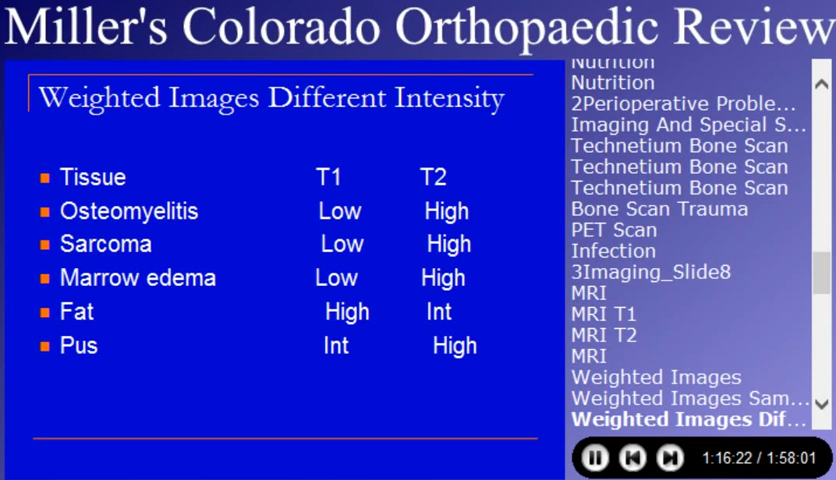 Miller's Colorado Orthopaedic Review
Weighted Images Different Intensity
Tissue T1 T2
Osteomyelitis Low High
Sarcoma Low High
Marrow edema Low High
Fat High Int
Pus Int High
Nutrition
Nutrition
2Perioperative Proble...
Imaging And Special S...
Technetium Bone Scan
Technetium Bone Scan
Technetium Bone Scan
Bone Scan Trauma
PET Scan
Infection
3Imaging_Slide8
MRI
MRI T1
MRI T2
MRI
Weighted Images
Weighted Images Sam...
Weighted Images Dif...
1:16:22 / 1:58:01